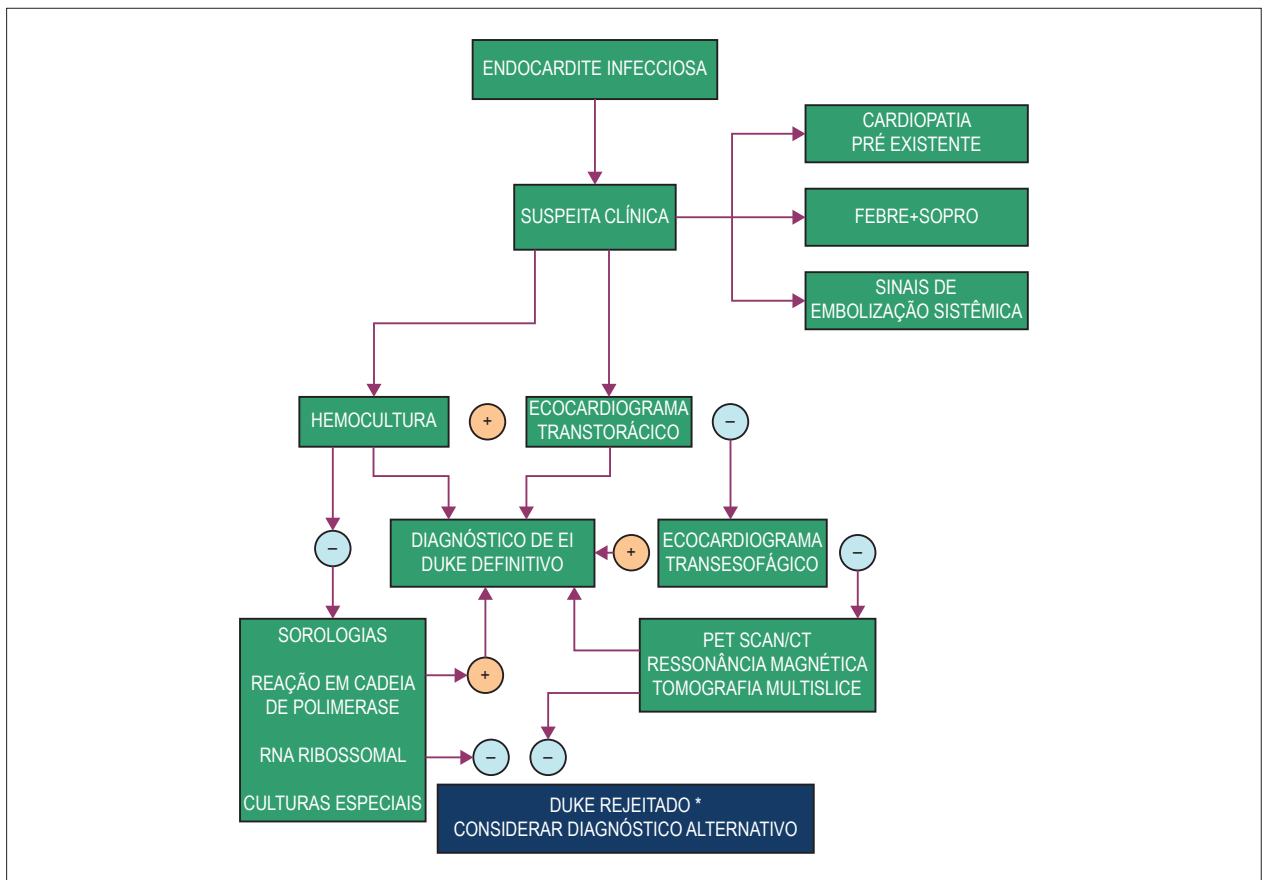 ENDOCARDITE INFECCIOSA
CARDIOPATIA
PRÉ EXISTENTE
SUSPEITA CLÍNICA
FEBRE+SOPRO
SINAIS DE
EMBOLIZAÇÃO SISTÊMICA
HEMOCULTURA
+
ECOCARDIOGRAMA
TRANSTORÁCICO
–
–
DIAGNÓSTICO DE EI
DUKE DEFINITIVO
+
ECOCARDIOGRAMA
TRANSESOFÁGICO
–
SOROLOGIAS
REAÇÃO EM CADEIA
DE POLIMERASE
RNA RIBOSSOMAL
CULTURAS ESPECIAIS
+
–
PET SCAN/CT
RESSONÂNCIA MAGNÉTICA
TOMOGRAFIA MULTISLICE
–
DUKE REJEITADO *
CONSIDERAR DIAGNÓSTICO ALTERNATIVO